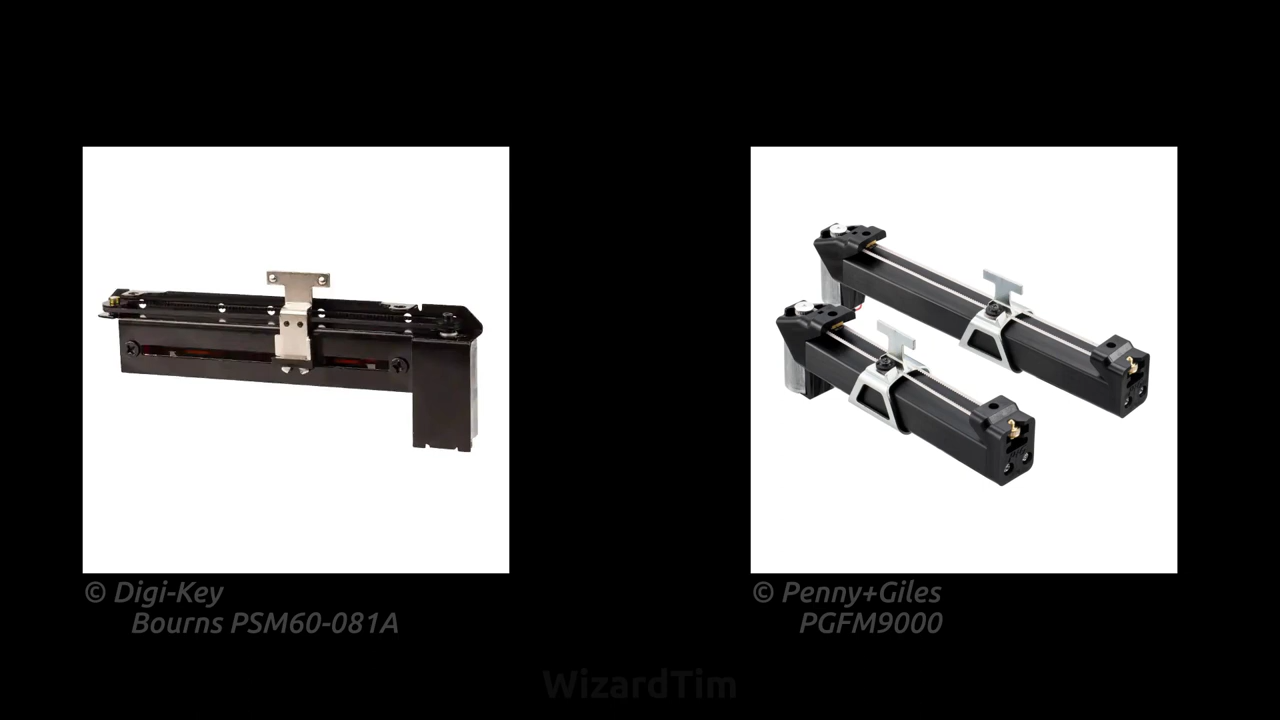 © Digi-Key
Bourns PSM60-081A
© Penny+Giles
PGFM9000
WizardTim